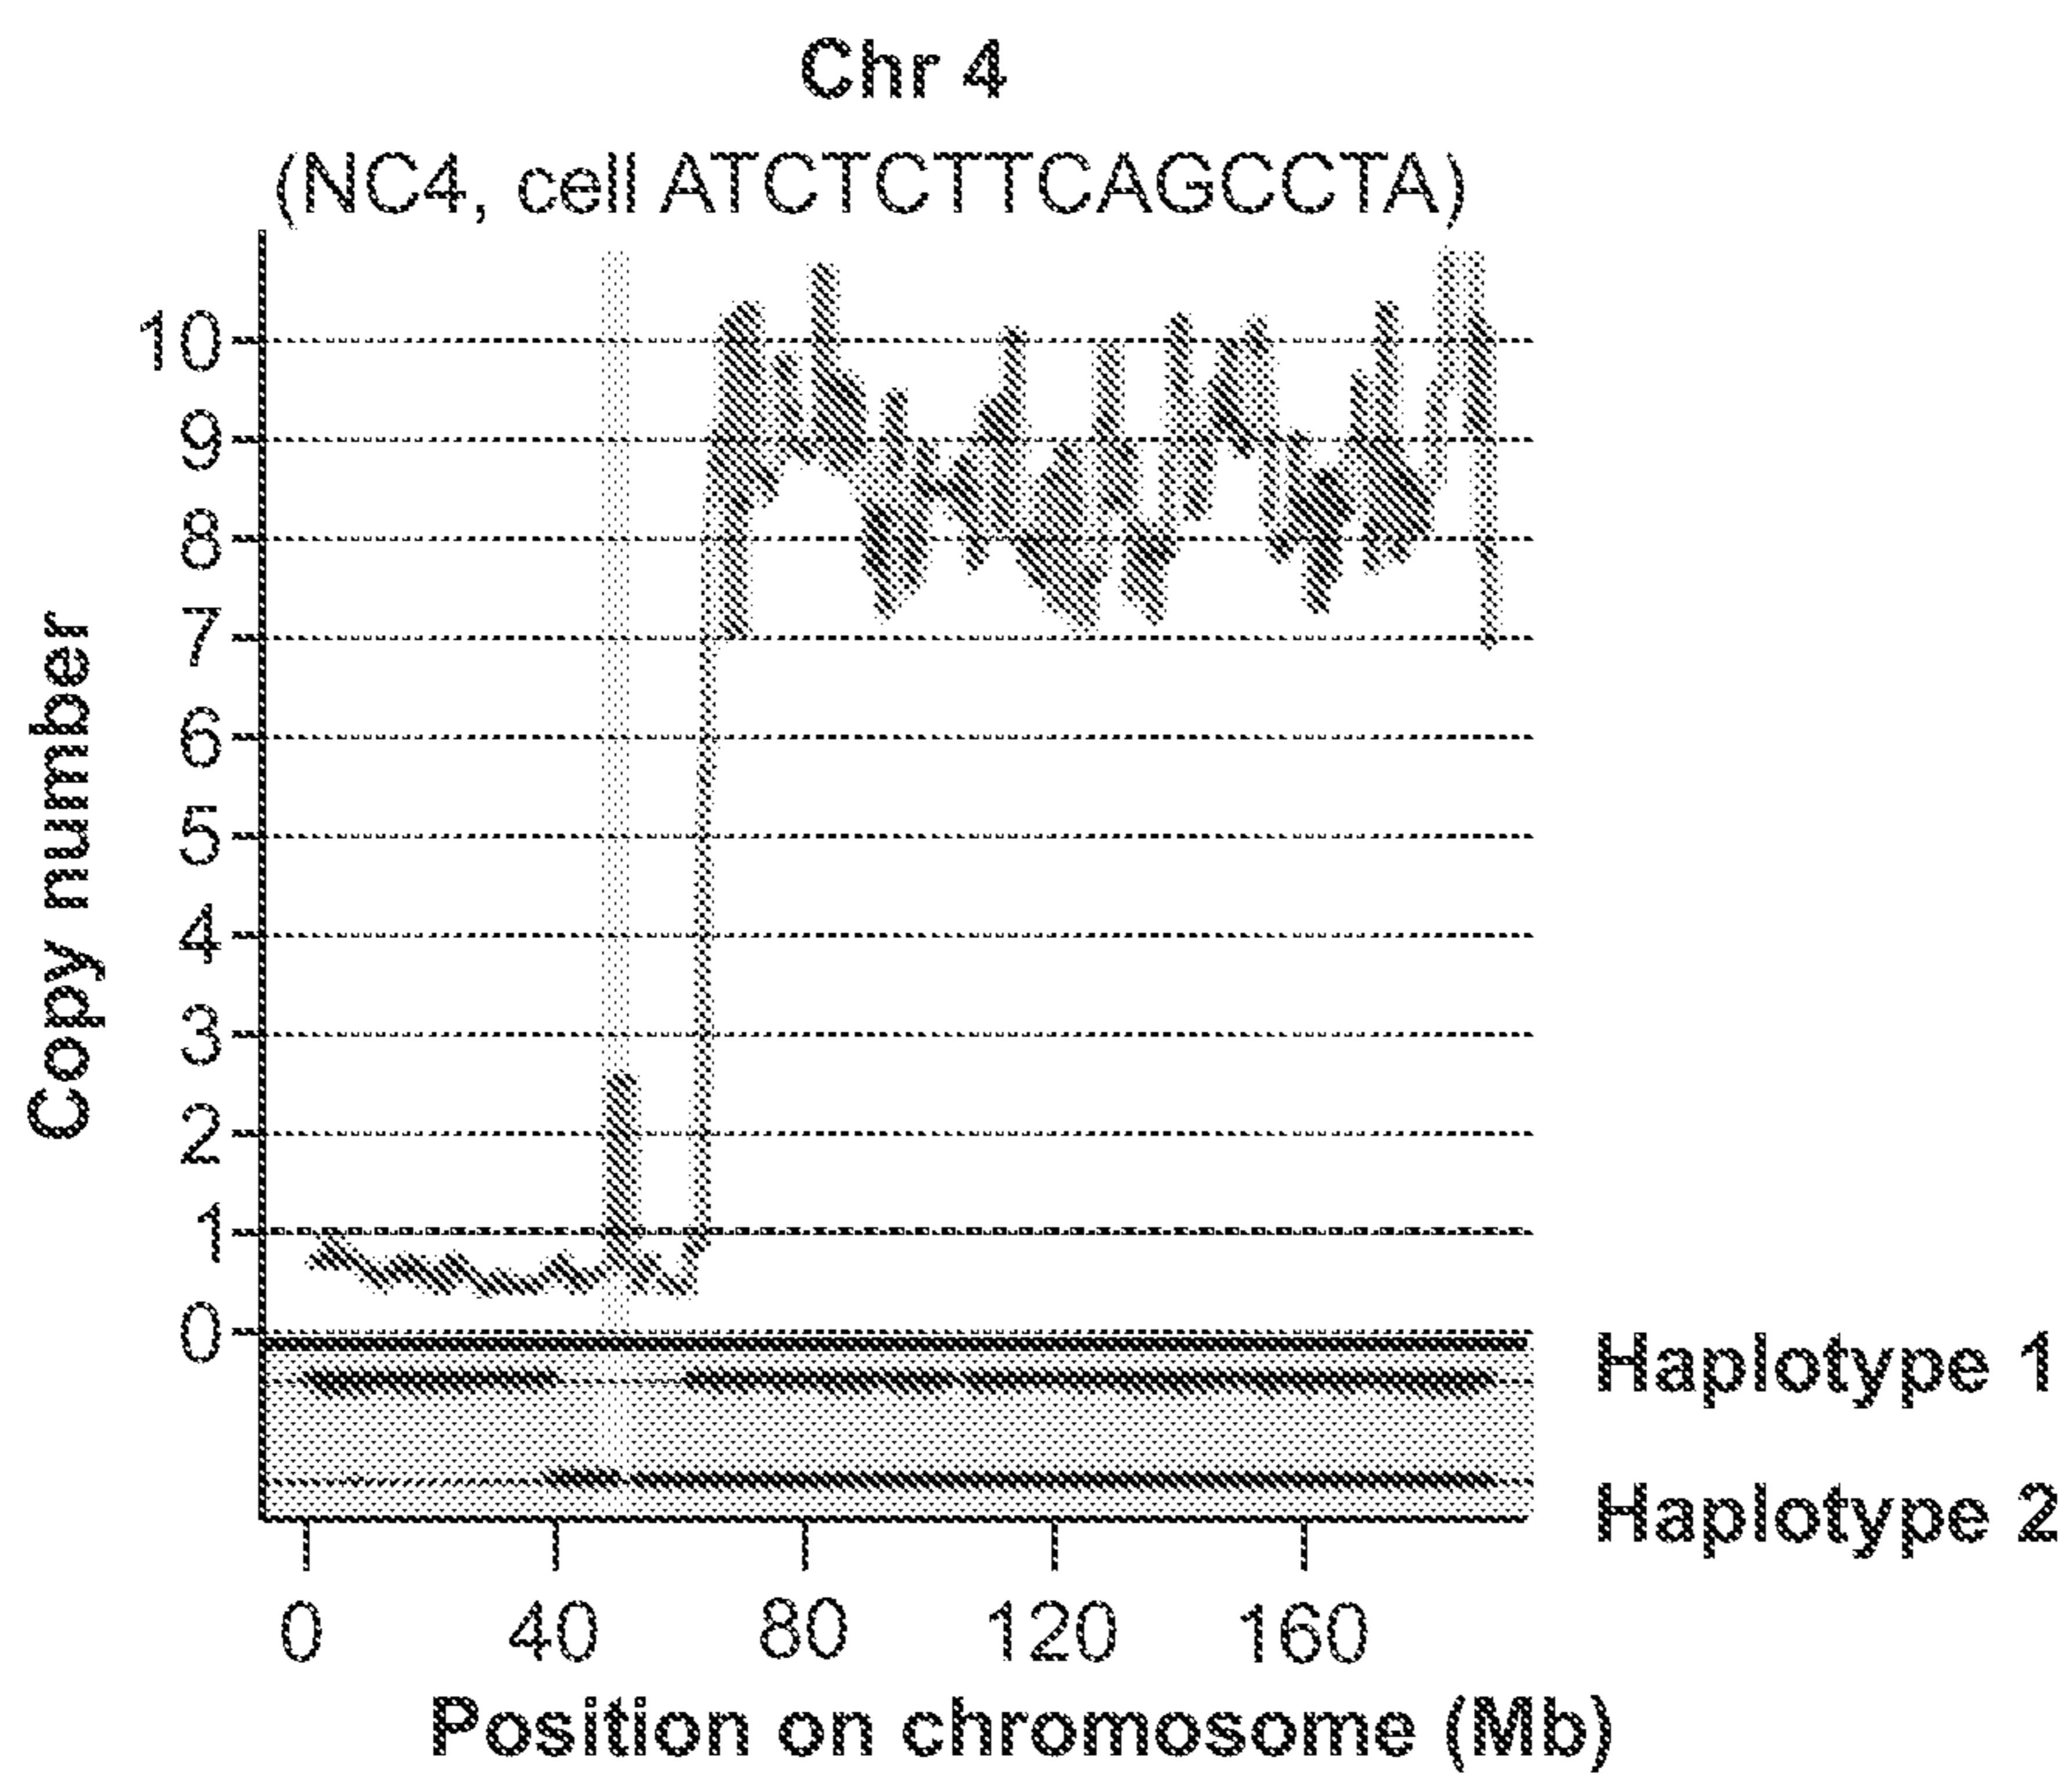 Chr 4
(NC4, cell ATCTCTTCAGCCTA)
Copy number
10
9
8
7
6
5
4
3
2
1
0
Haplotype 1
Haplotype 2
0 40 80 120 160
Position on chromosome (Mb)